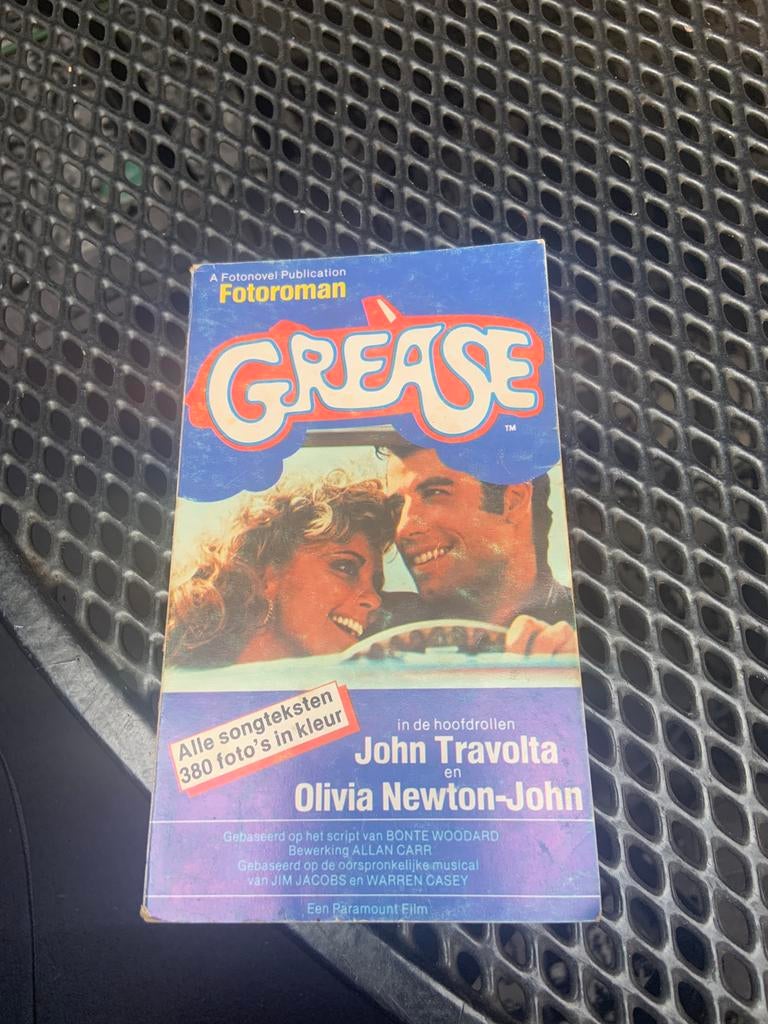 A Fotonovel Publication
Fotoroman
GREASE
TM
Alle songteksten
380 foto's in kleur
in de hoofdrollen
John Travolta
en
Olivia Newton-John
Gebaseerd op het script van BONTE WOODARD
Bewerking ALLAN CARR
Gebaseerd op de oorspronkelijke musical
van JIM JACOBS en WARREN CASEY
Een Paramount Film